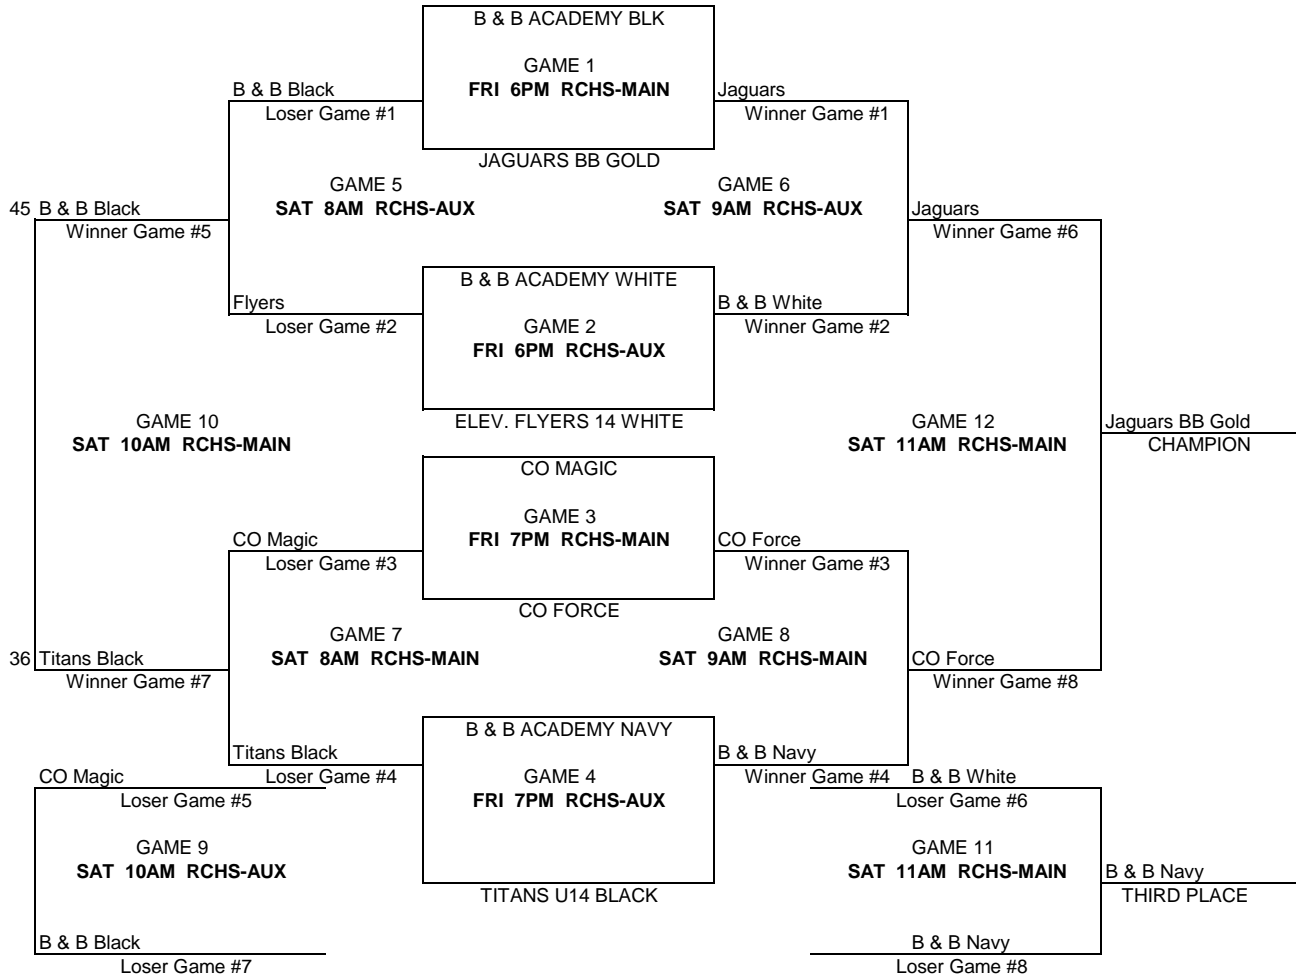 B & B ACADEMY BLK
GAME 1
FRI 6PM RCHS-MAIN
B & B Black
Loser Game #1
Jaguars
Winner Game #1
JAGUARS BB GOLD
GAME 5
SAT 8AM RCHS-AUX
GAME 6
SAT 9AM RCHS-AUX
45 B & B Black
Winner Game #5
Jaguars
Winner Game #6
B & B ACADEMY WHITE
Flyers
Loser Game #2
GAME 2
FRI 6PM RCHS-AUX
B & B White
Winner Game #2
ELEV. FLYERS 14 WHITE
GAME 10
SAT 10AM RCHS-MAIN
GAME 12
SAT 11AM RCHS-MAIN
Jaguars BB Gold
CHAMPION
CO MAGIC
GAME 3
FRI 7PM RCHS-MAIN
CO Magic
Loser Game #3
CO Force
Winner Game #3
CO FORCE
GAME 7
SAT 8AM RCHS-MAIN
GAME 8
SAT 9AM RCHS-MAIN
36 Titans Black
Winner Game #7
CO Force
Winner Game #8
B & B ACADEMY NAVY
Titans Black
Loser Game #4
GAME 4
FRI 7PM RCHS-AUX
B & B Navy
Winner Game #4
CO Magic
Loser Game #5
B & B White
Loser Game #6
GAME 9
SAT 10AM RCHS-AUX
TITANS U14 BLACK
GAME 11
SAT 11AM RCHS-MAIN
B & B Navy
THIRD PLACE
B & B Black
Loser Game #7
B & B Navy
Loser Game #8